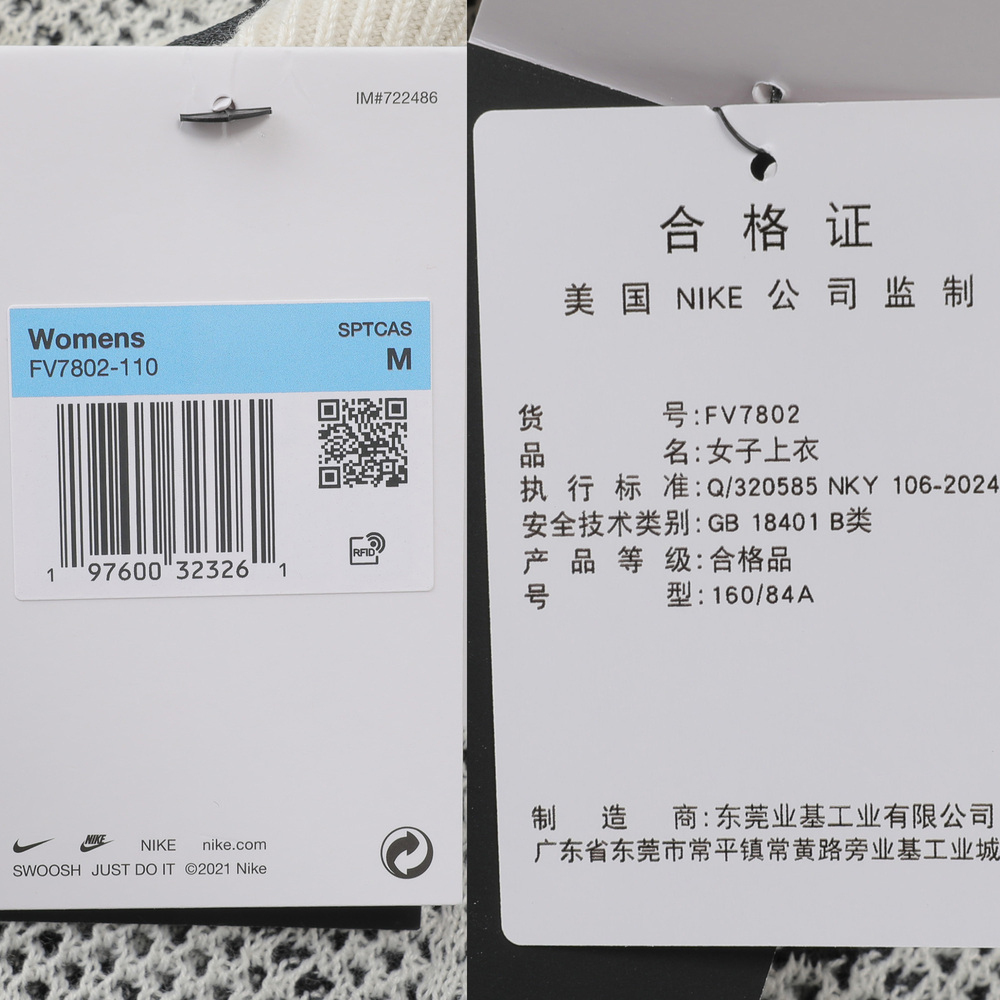 IM#722486
Womens
SPTCAS
FV7802-110
M
RFID
1 97600 32326 1
NIKE
NIKE
nike.com
SWOOSH JUST DO IT ©2021 Nike
合格证
美国NIKE公司监制
货号:FV7802
品名:女子上衣
执行标准:Q/320585 NKY 106-2024
安全技术类别:GB 18401 B类
产品等级:合格品
号型:160/84A
制造商:东莞业基工业有限公司
广东省东莞市常平镇常黄路旁业基工业城